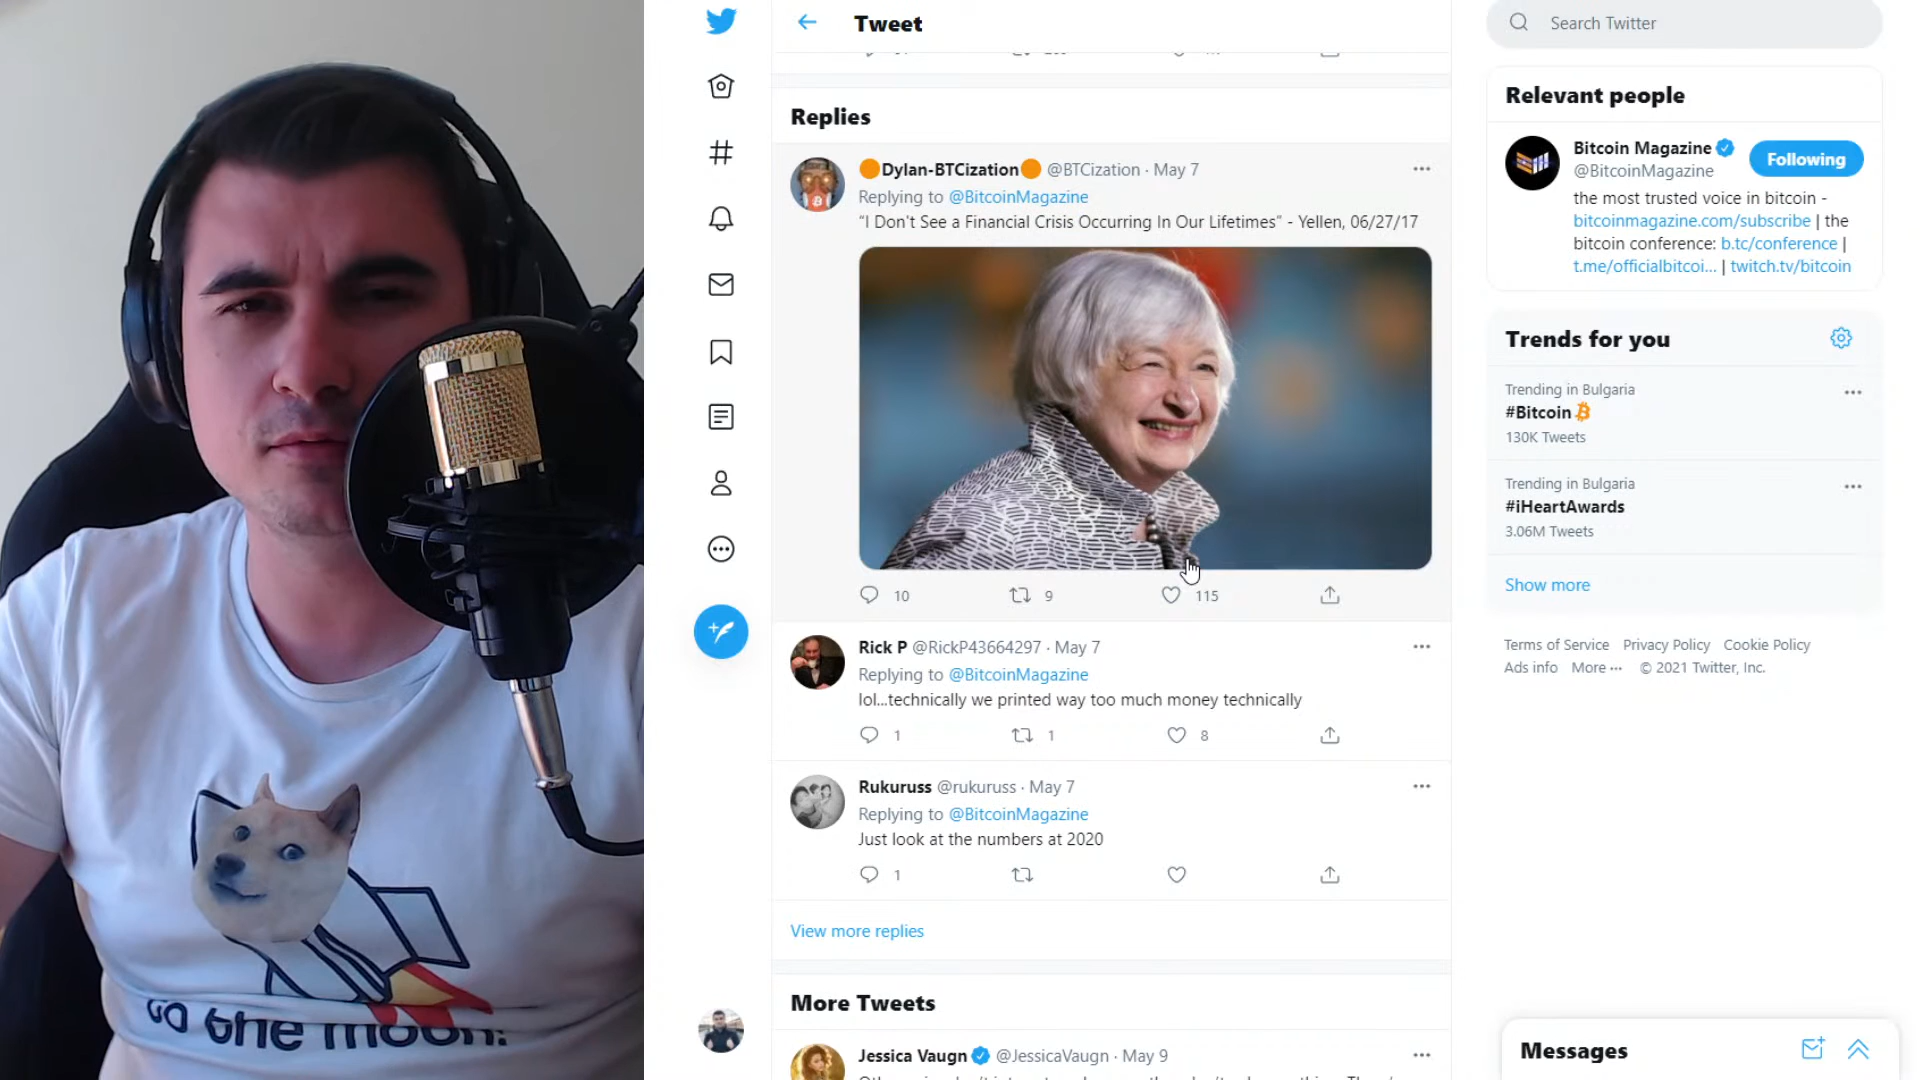 Tweet
Search Twitter
Replies
Dylan-BTCization @BTCization · May 7
Replying to @BitcoinMagazine
“I Don't See a Financial Crisis Occurring In Our Lifetimes” - Yellen, 06/27/17
10 9 115
Rick P @RickP43664297 · May 7
Replying to @BitcoinMagazine
lol...technically we printed way too much money technically
1 1 8
Rukuruss @rukuruss · May 7
Replying to @BitcoinMagazine
Just look at the numbers at 2020
1
View more replies
More Tweets
Jessica Vaugn @JessicaVaugn · May 9
Relevant people
Bitcoin Magazine
@BitcoinMagazine
Following
the most trusted voice in bitcoin -
bitcoinmagazine.com/subscribe | the
bitcoin conference: b.tc/conference |
t.me/officialbitcoi... | twitch.tv/bitcoin
Trends for you
Trending in Bulgaria
#Bitcoin
130K Tweets
Trending in Bulgaria
#iHeartAwards
3.06M Tweets
Show more
Terms of Service Privacy Policy Cookie Policy
Ads info More ··· © 2021 Twitter, Inc.
Messages
to the moon!